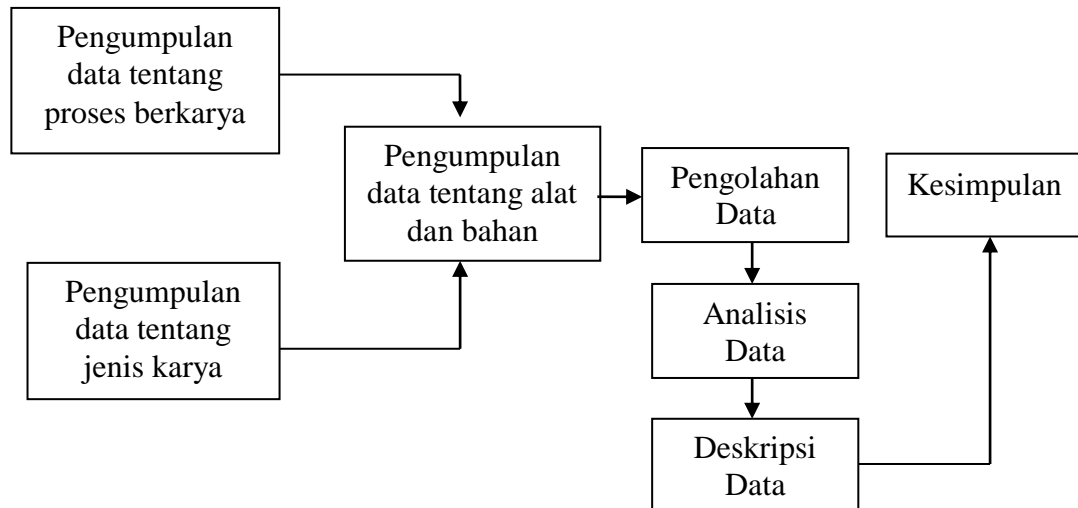 Pengumpulan
data tentang
proses berkarya
Pengumpulan
data tentang
jenis karya
Pengumpulan
data tentang alat
dan bahan
Pengolahan
Data
Analisis
Data
Deskripsi
Data
Kesimpulan